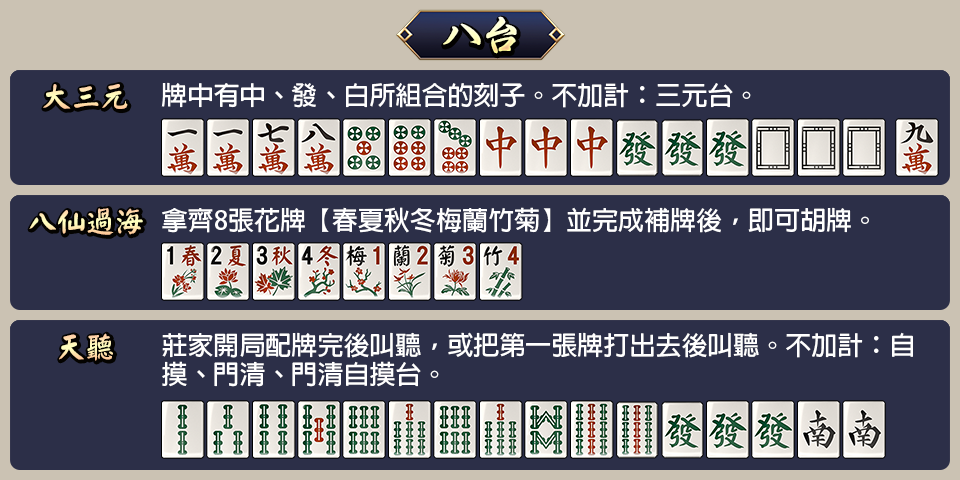 八台
大三元
牌中有中、發、白所組合的刻子。不加計：三元台。
一萬 一萬 七萬 八萬 中 中 中 發 發 發 九萬
八仙過海
拿齊8張花牌【春夏秋冬梅蘭竹菊】並完成補牌後，即可胡牌。
1春 2夏 3秋 4冬 梅1 蘭2 菊3 竹4
天聽
莊家開局配牌完後叫聽，或把第一張牌打出去後叫聽。不加計：自
摸、門清、門清自摸台。
發 發 發 南 南